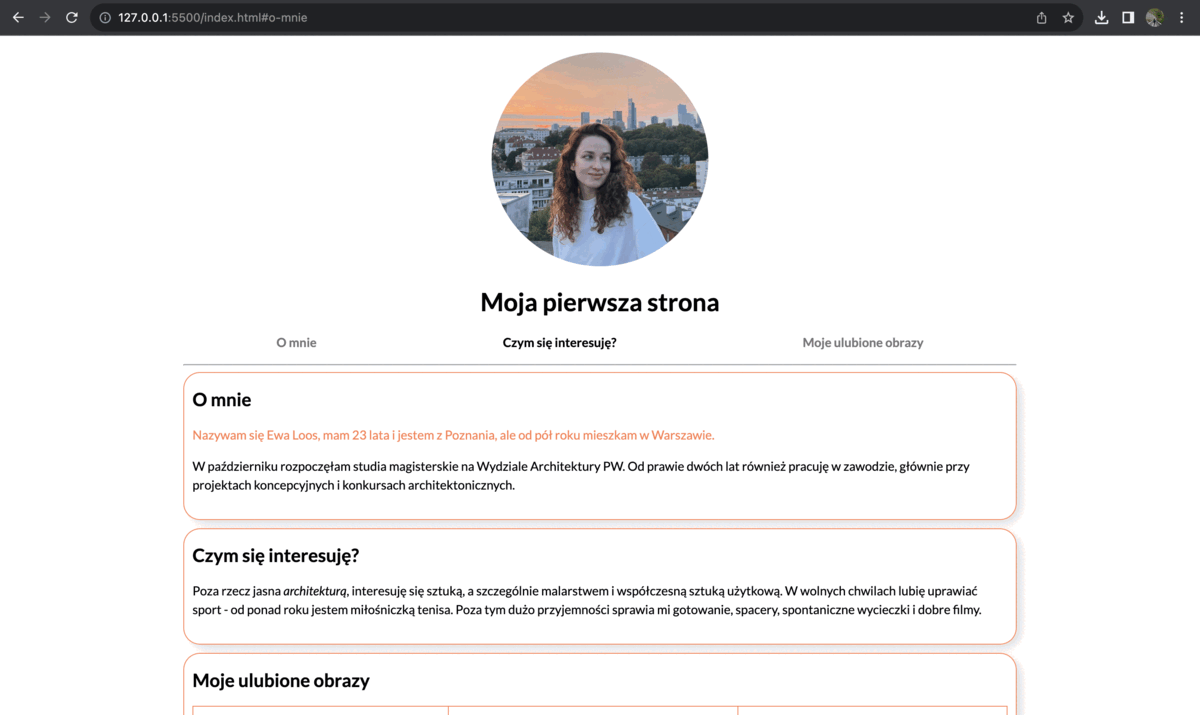 127.0.0.1:5500/index.html#o-mnie
Moja pierwsza strona
O mnie
Czym się interesuję?
Moje ulubione obrazy
O mnie
Nazywam się Ewa Loos, mam 23 lata i jestem z Poznania, ale od pół roku mieszkam w Warszawie.
W październiku rozpoczęłam studia magisterskie na Wydziale Architektury PW. Od prawie dwóch lat również pracuję w zawodzie, głównie przy
projektach koncepcyjnych i konkursach architektonicznych.
Czym się interesuję?
Poza rzecz jasna architekturą, interesuję się sztuką, a szczególnie malarstwem i współczesną sztuką użytkową. W wolnych chwilach lubię uprawiać
sport - od ponad roku jestem miłośniczką tenisa. Poza tym dużo przyjemności sprawia mi gotowanie, spacery, spontaniczne wycieczki i dobre filmy.
Moje ulubione obrazy